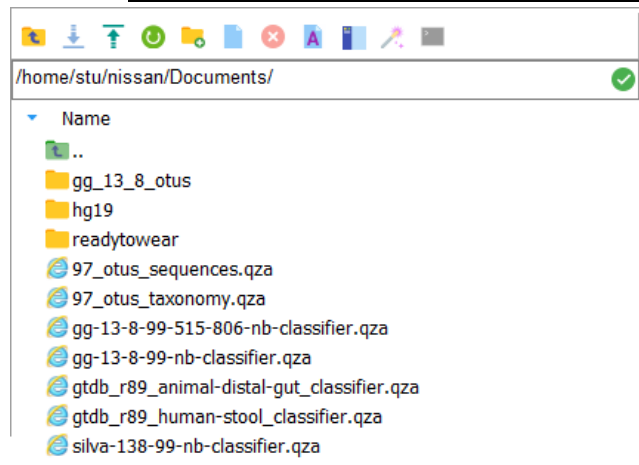 /home/stu/nissan/Documents/
Name
..
gg_13_8_otus
hg19
readytowear
97_otus_sequences.qza
97_otus_taxonomy.qza
gg-13-8-99-515-806-nb-classifier.qza
gg-13-8-99-nb-classifier.qza
gtdb_r89_animal-distal-gut_classifier.qza
gtdb_r89_human-stool_classifier.qza
silva-138-99-nb-classifier.qza